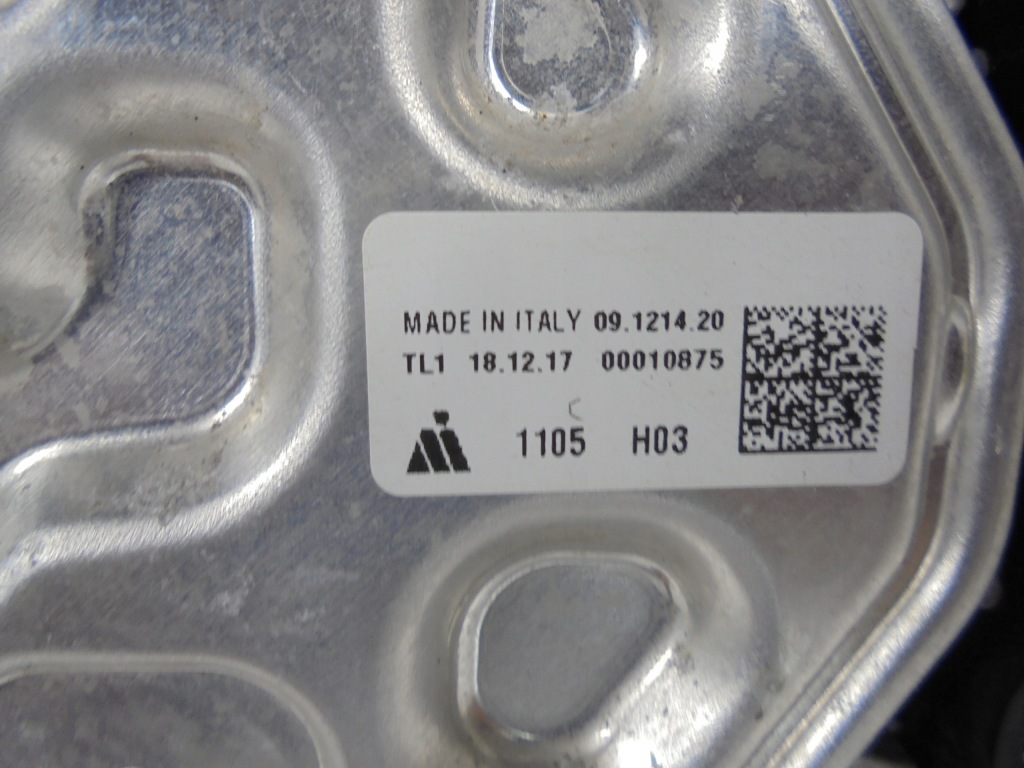 MADE IN ITALY 09.1214.20
TL1 18.12.17 00010875
1105 H03